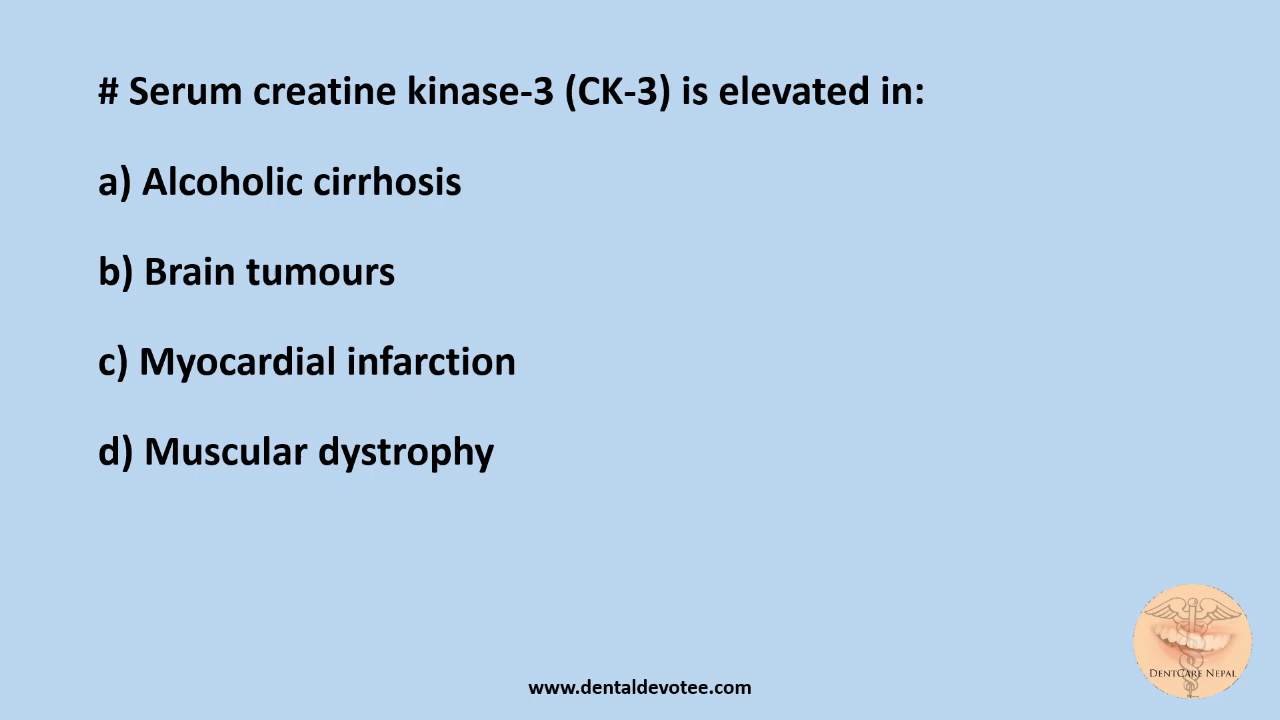 # Serum creatine kinase-3 (CK-3) is elevated in:
a) Alcoholic cirrhosis
b) Brain tumours
c) Myocardial infarction
d) Muscular dystrophy
DentCare Nepal
www.dentaldevotee.com